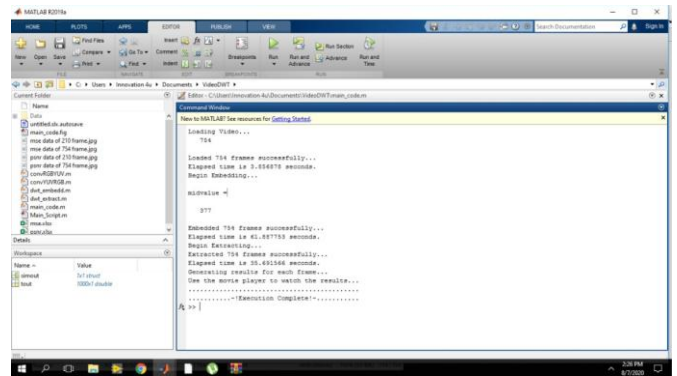 MATLAB R2019a
HOME PLOTS APPS EDITOR PUBLISH VIEW
Search Documentation Sign In
New Open Save Find Files Compare Print Go To Find Insert Comment Indent Breakpoints Run Run and Advance Run Section Advance Run and Time
FILE NAVIGATE EDIT BREAKPOINTS RUN
C: Users Innovation 4u Documents VideoDWT
Current Folder
Name
Data
untitled.slx.autosave
main_code.fig
mse data of 210 frame.jpg
mse data of 754 frame.jpg
psnr data of 210 frame.jpg
psnr data of 754 frame.jpg
convRGBYUV.m
convYUVRGB.m
dwt_embedd.m
dwt_extract.m
main_code.m
Main_Script.m
mse.xlsx
psnr.xlsx
Details
Workspace
Name Value
simout 1x1 struct
tout 1000x1 double
Editor - C:\Users\Innovation 4u\Documents\VideoDWT\main_code.m
Command Window
New to MATLAB? See resources for Getting Started.
Loading Video...
754
Loaded 754 frames successfully...
Elapsed time is 3.856875 seconds.
Begin Embedding...
midvalue =
377
Embedded 754 frames successfully...
Elapsed time is 61.887753 seconds.
Begin Extracting...
Extracted 754 frames successfully...
Elapsed time is 35.491566 seconds.
Generating results for each frame...
Use the movie player to watch the results...
........................................
..........-!Execution Complete!-..........
fx >>
2:26 PM
8/7/2020